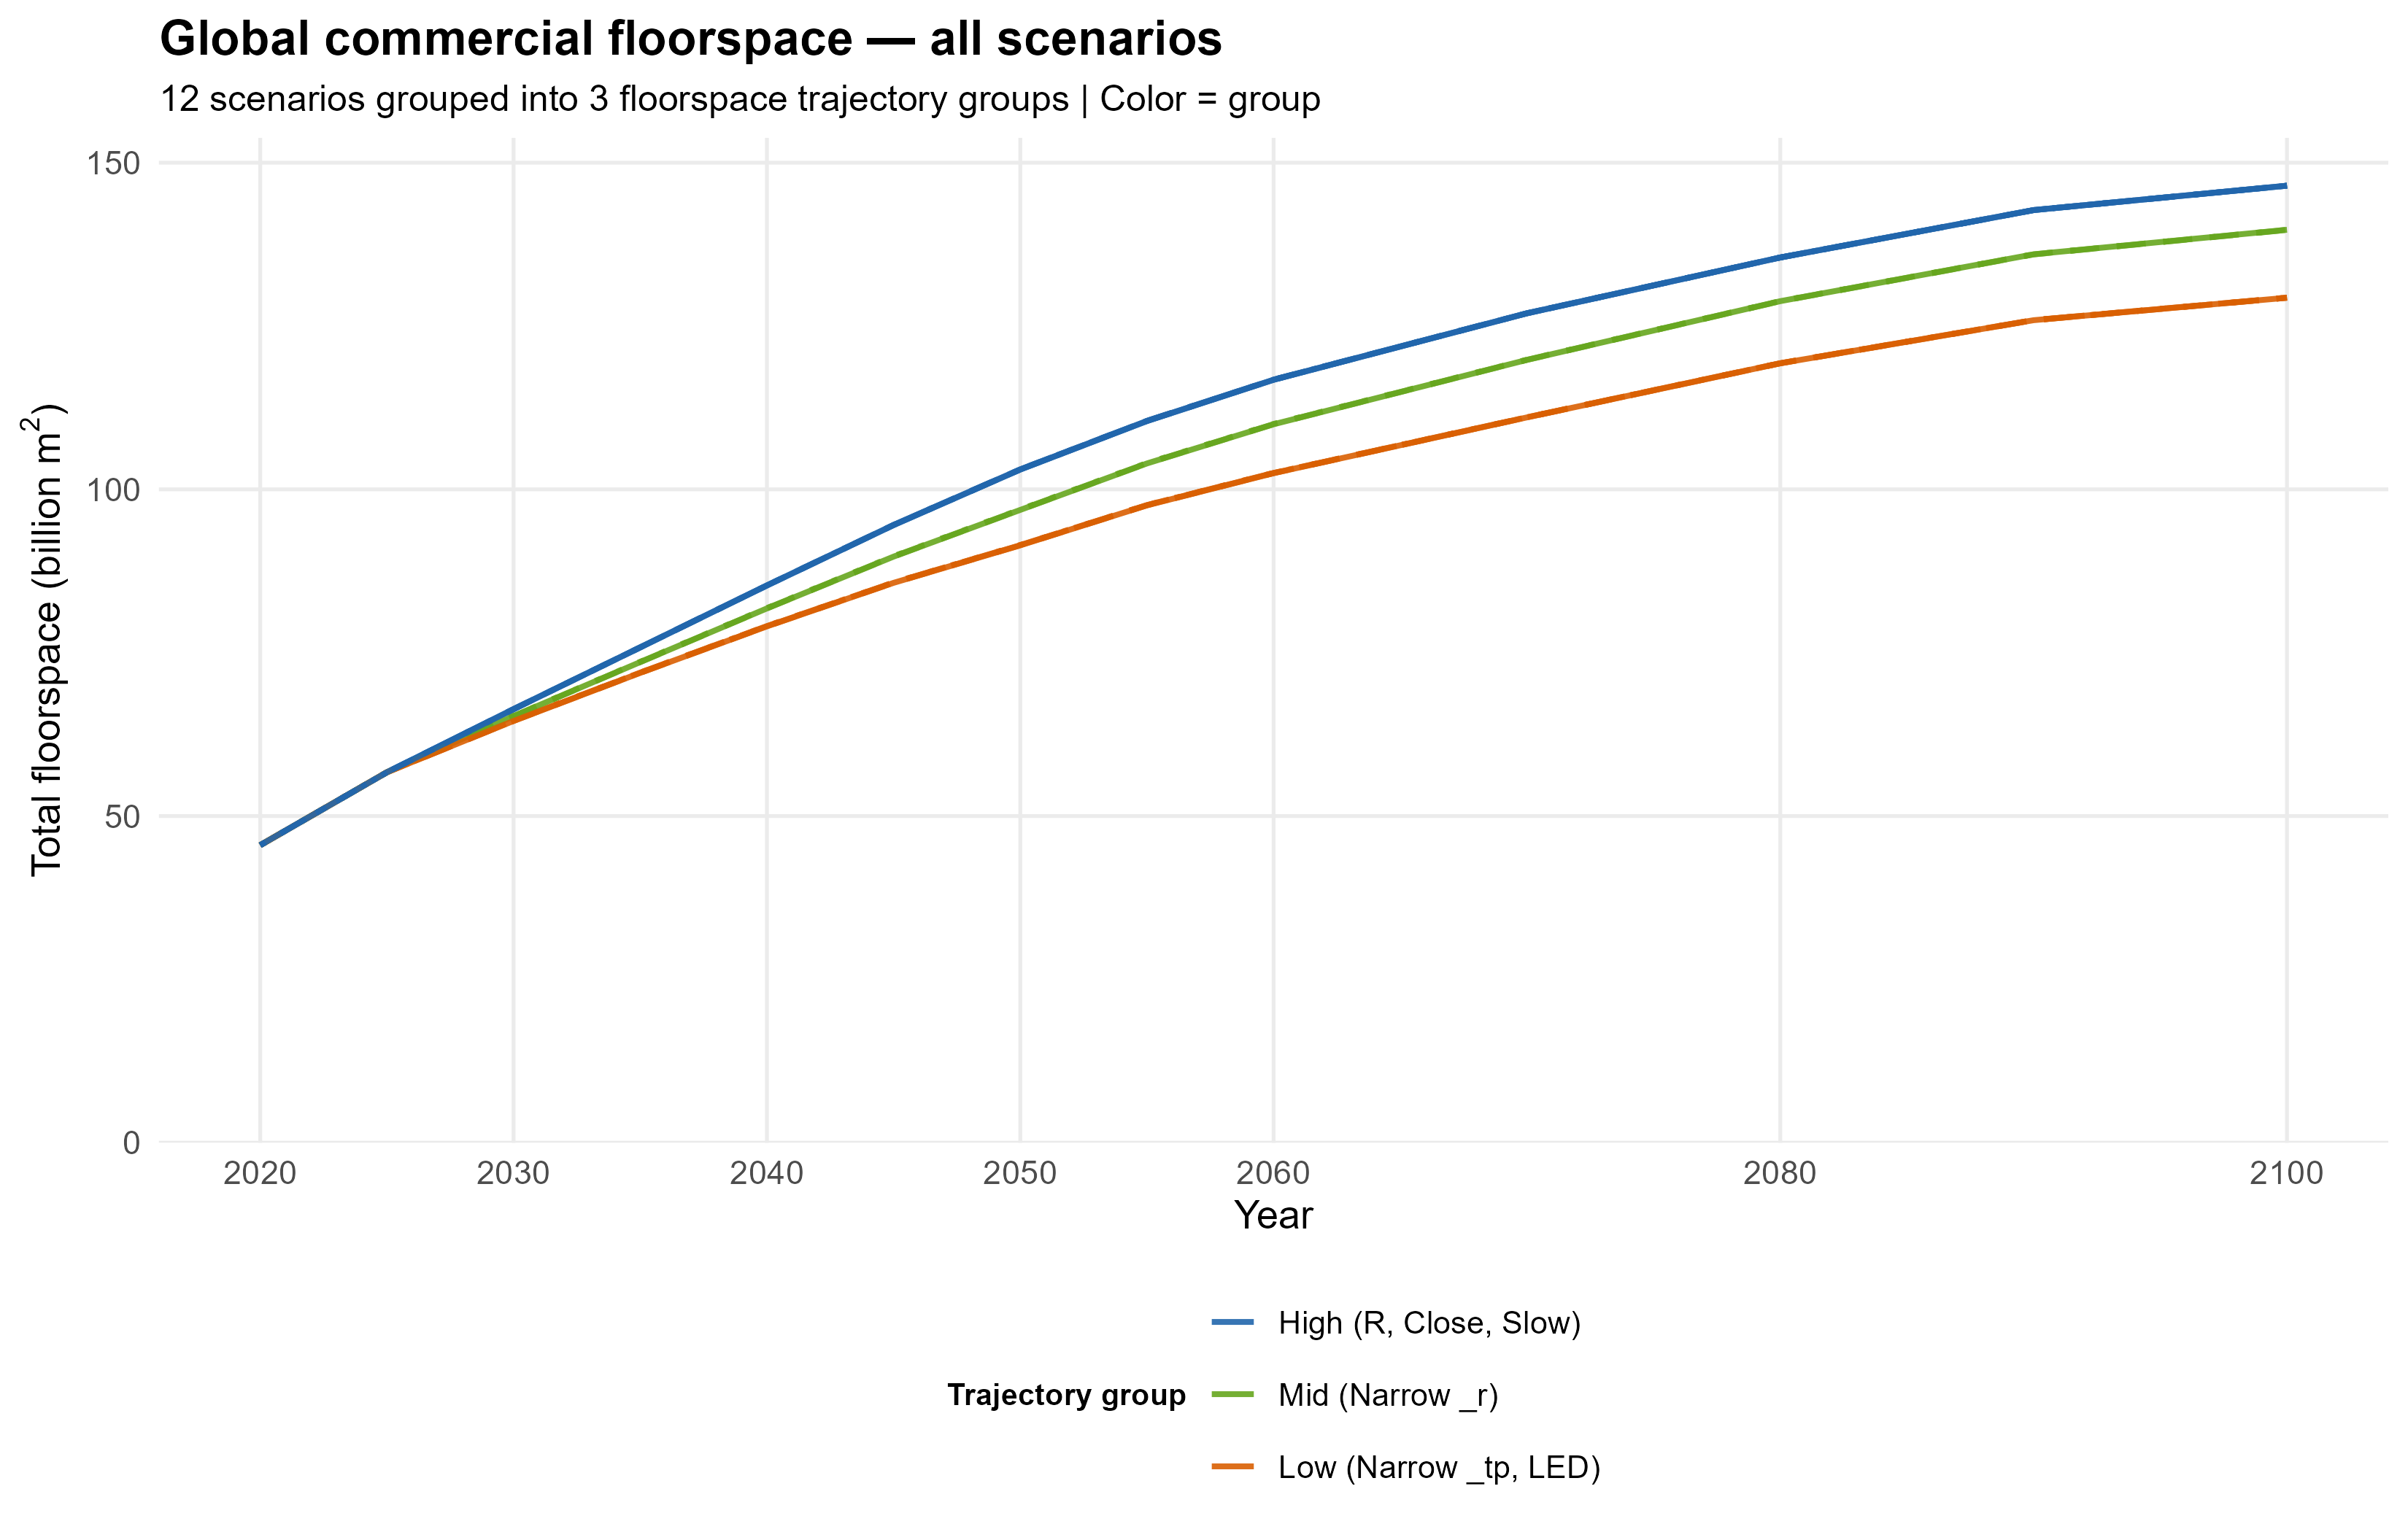 Global commercial floorspace — all scenarios
12 scenarios grouped into 3 floorspace trajectory groups | Color = group
Total floorspace (billion m²)
150
100
50
0
2020 2030 2040 2050 2060 2080 2100
Year
Trajectory group
High (R, Close, Slow)
Mid (Narrow _r)
Low (Narrow _tp, LED)